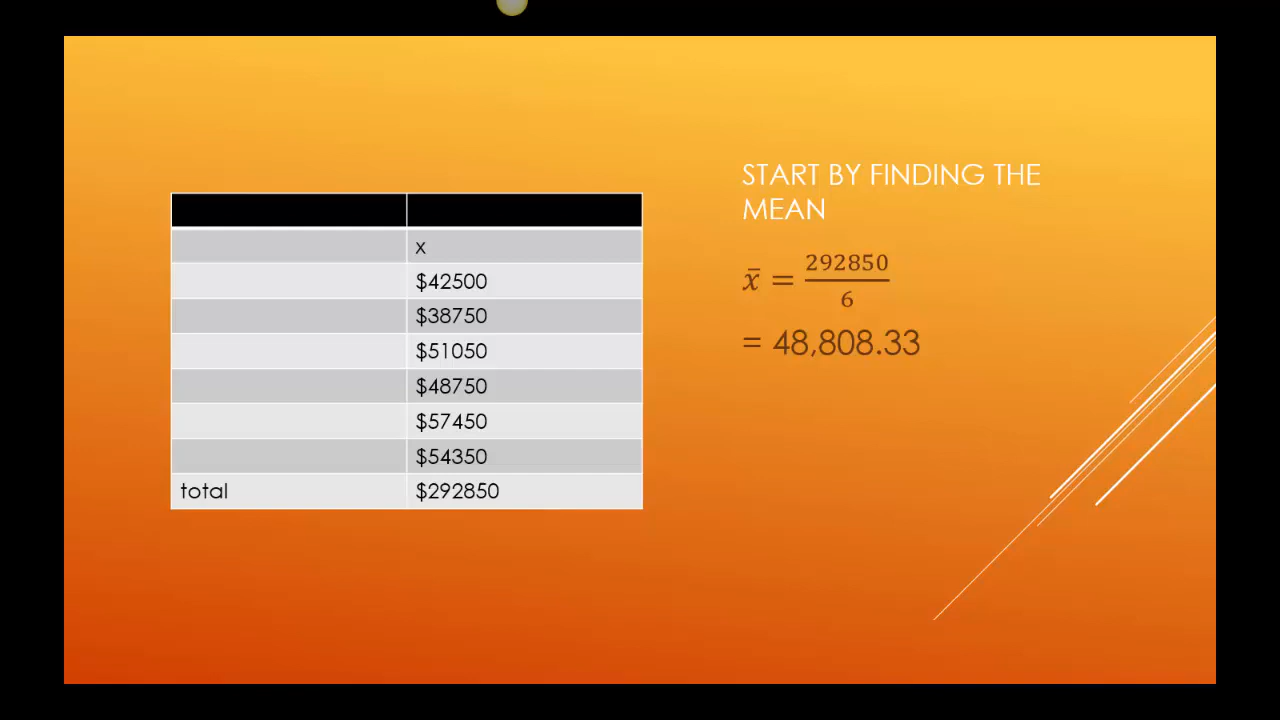 x
$42500
$38750
$51050
$48750
$57450
$54350
total $292850
START BY FINDING THE
MEAN
x̄ = 292850/6
= 48,808.33